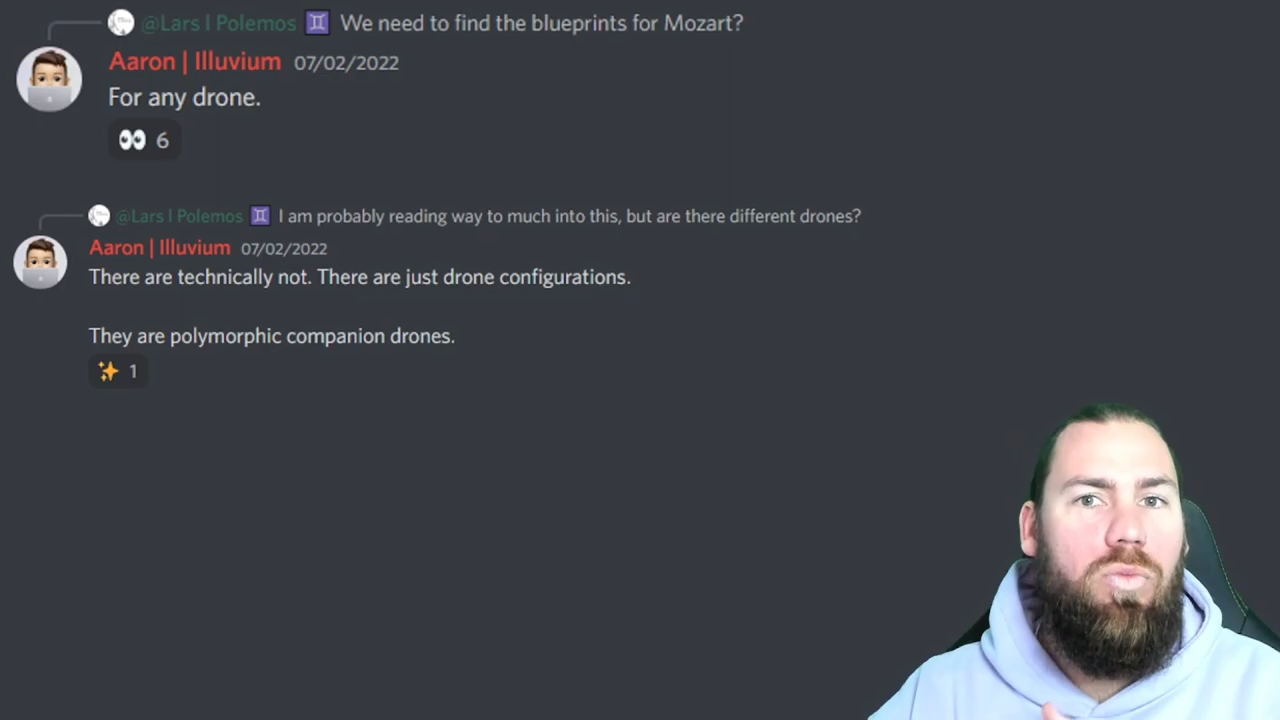 @Lars | Polemos ♊ We need to find the blueprints for Mozart?
Aaron | Illuvium 07/02/2022
For any drone.
👀 6
@Lars | Polemos ♊ I am probably reading way to much into this, but are there different drones?
Aaron | Illuvium 07/02/2022
There are technically not. There are just drone configurations.
They are polymorphic companion drones.
✨ 1